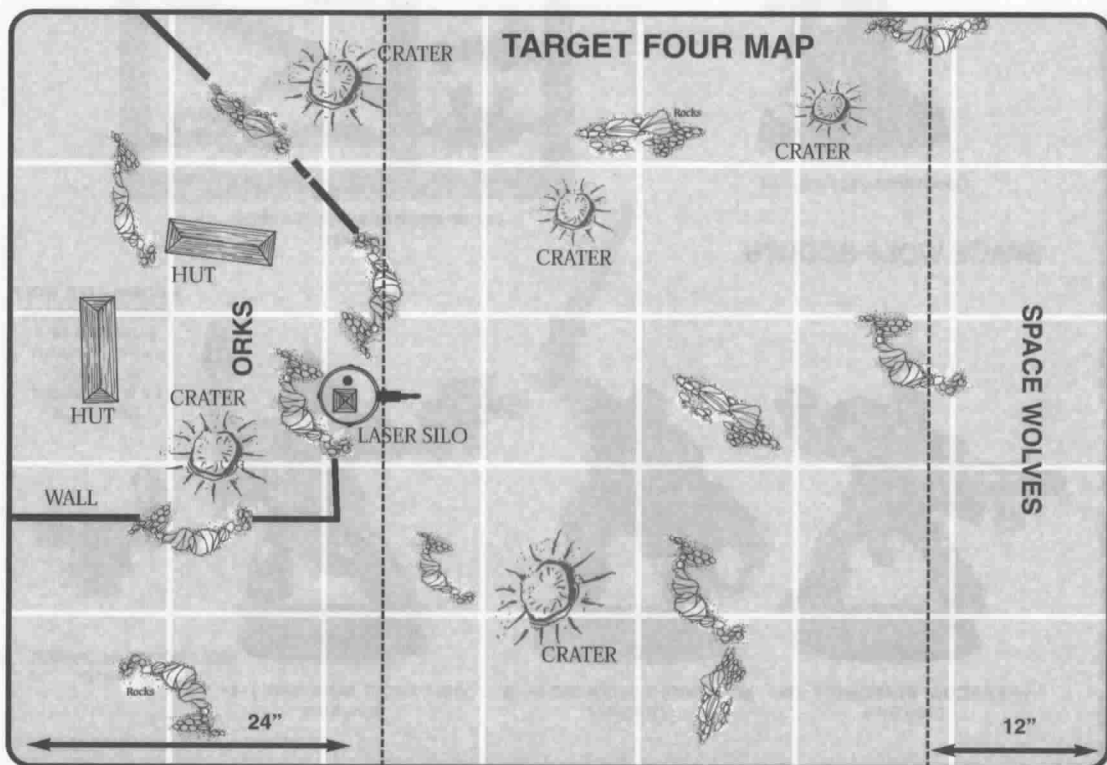 TARGET FOUR MAP
CRATER
Rocks
CRATER
CRATER
HUT
ORKS
SPACE WOLVES
HUT
CRATER
LASER SILO
WALL
CRATER
Rocks
24”
12”